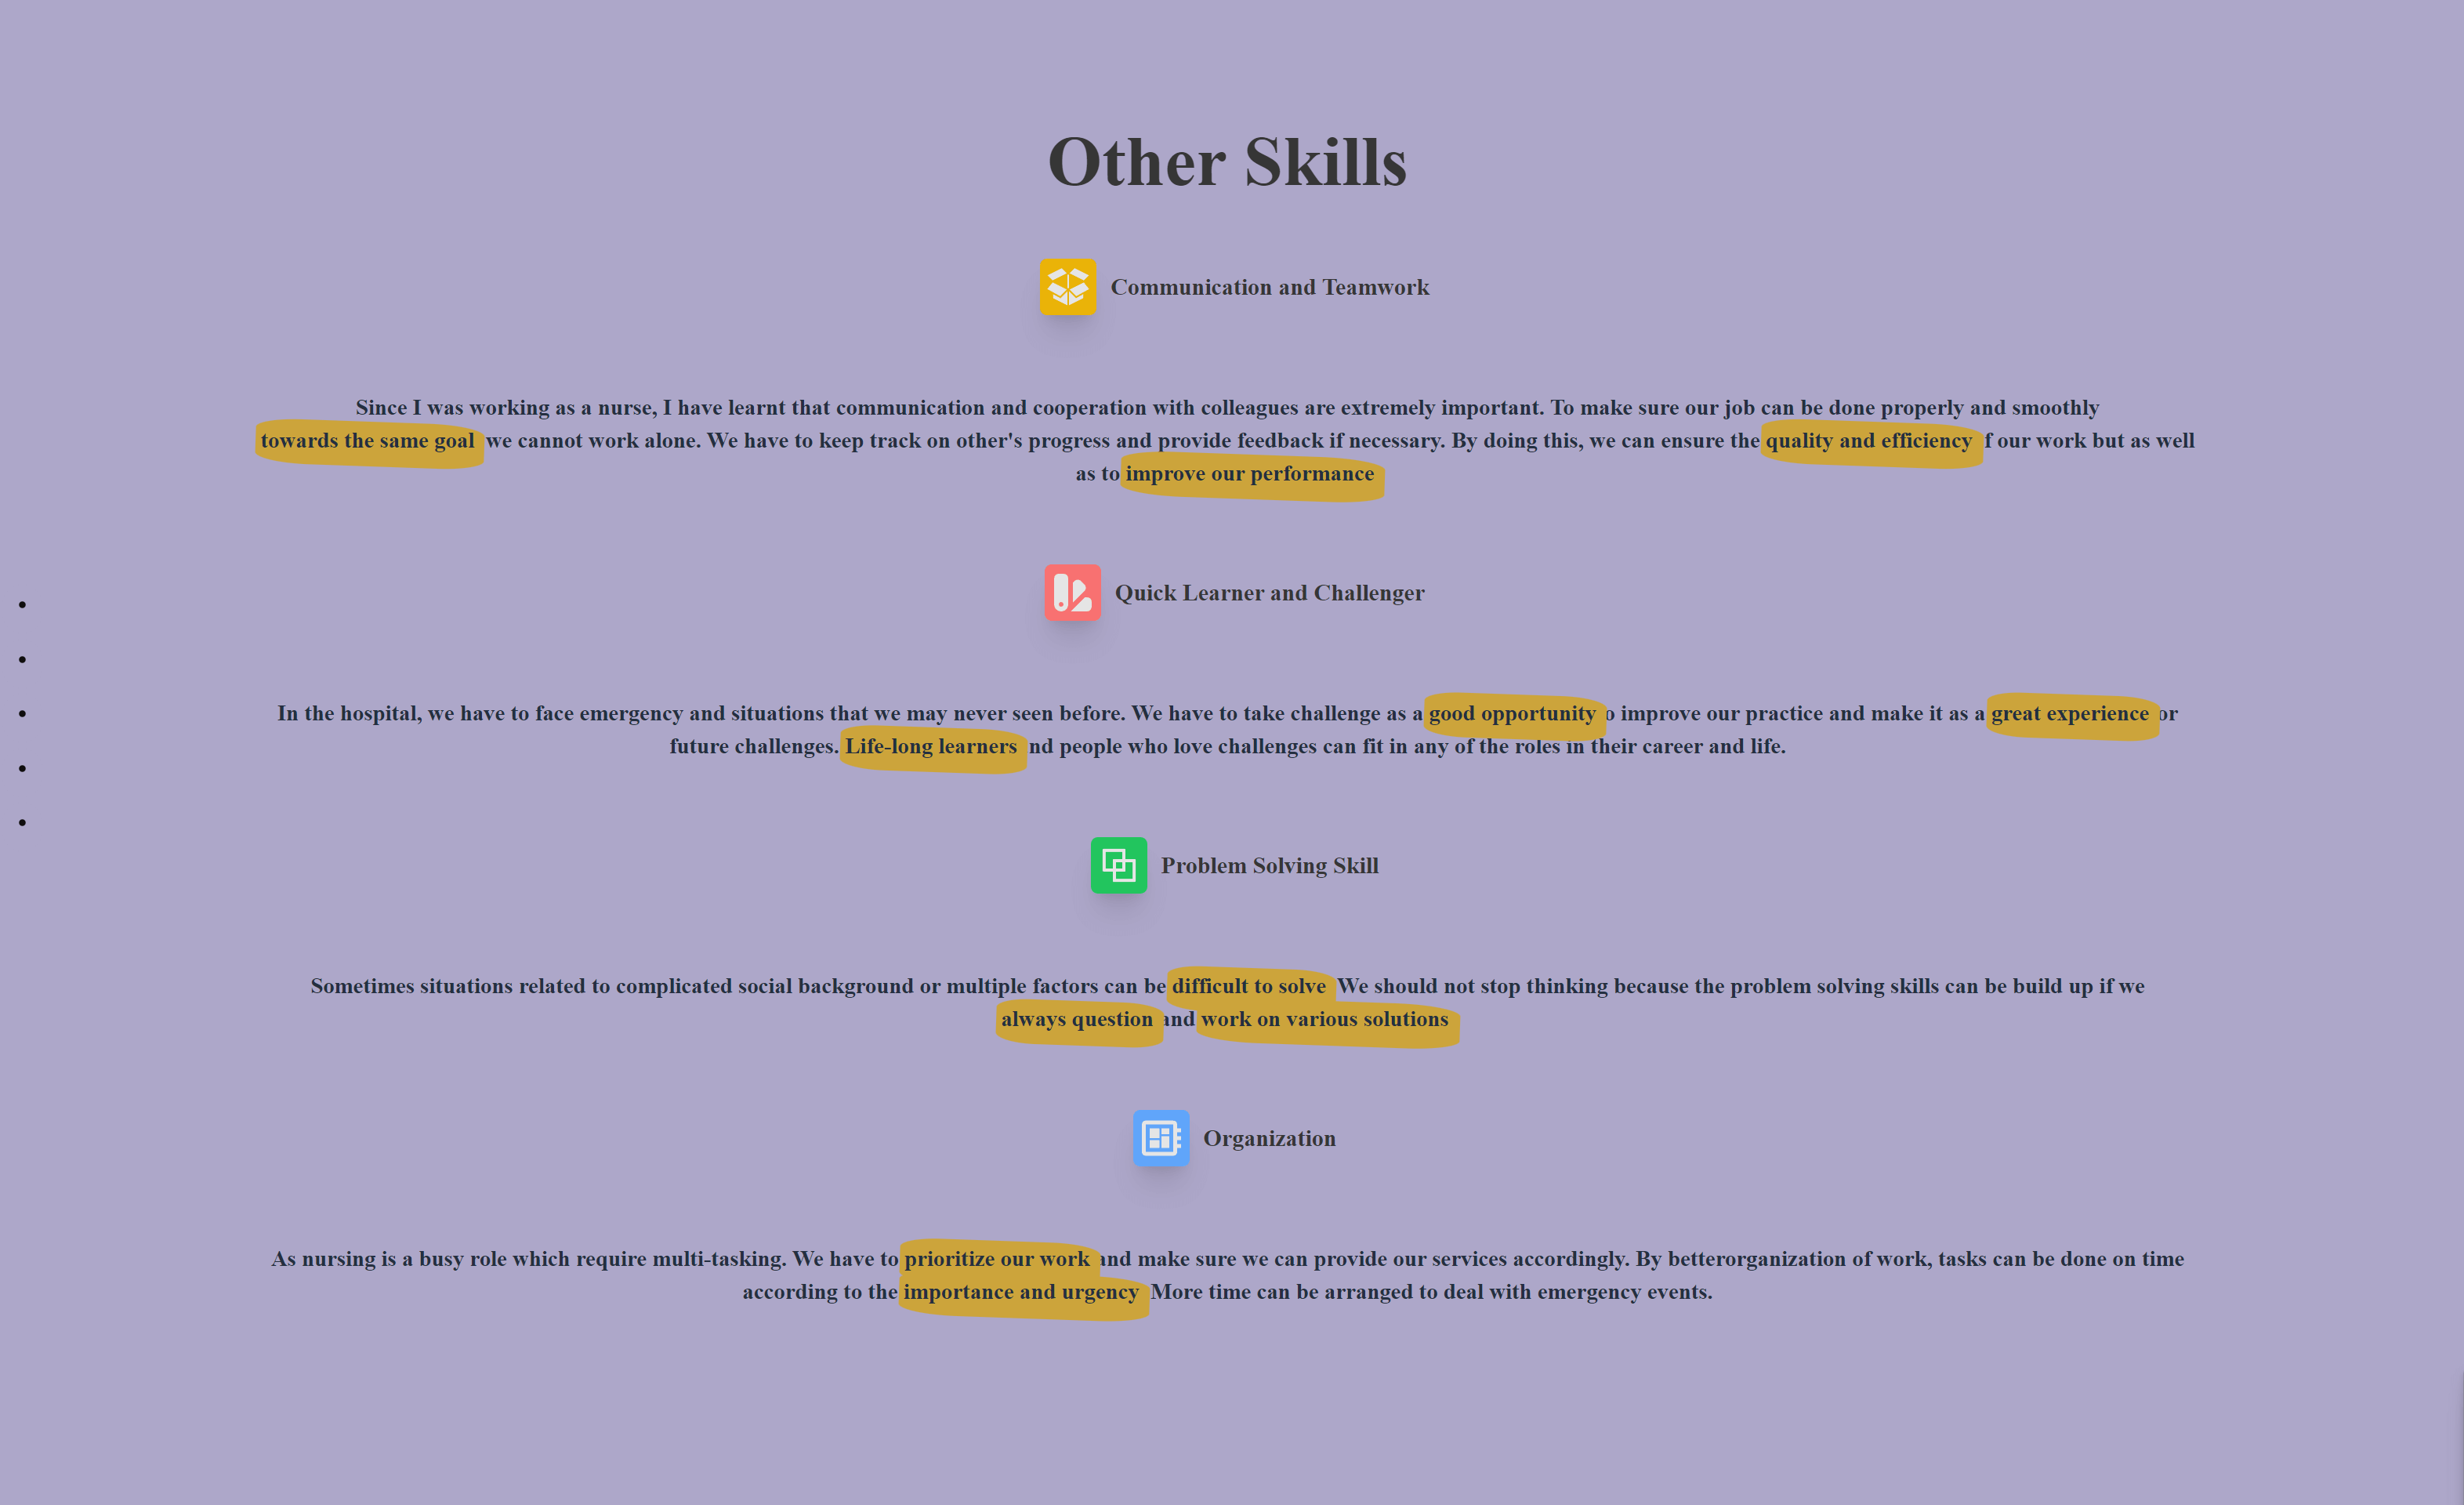 Other Skills
Communication and Teamwork
Since I was working as a nurse, I have learnt that communication and cooperation with colleagues are extremely important. To make sure our job can be done properly and smoothly
towards the same goal we cannot work alone. We have to keep track on other's progress and provide feedback if necessary. By doing this, we can ensure the quality and efficiency f our work but as well
as to improve our performance
Quick Learner and Challenger
In the hospital, we have to face emergency and situations that we may never seen before. We have to take challenge as a good opportunity o improve our practice and make it as a great experience or
future challenges. Life-long learners nd people who love challenges can fit in any of the roles in their career and life.
Problem Solving Skill
Sometimes situations related to complicated social background or multiple factors can be difficult to solve We should not stop thinking because the problem solving skills can be build up if we
always question and work on various solutions
Organization
As nursing is a busy role which require multi-tasking. We have to prioritize our work and make sure we can provide our services accordingly. By betterorganization of work, tasks can be done on time
according to the importance and urgency More time can be arranged to deal with emergency events.